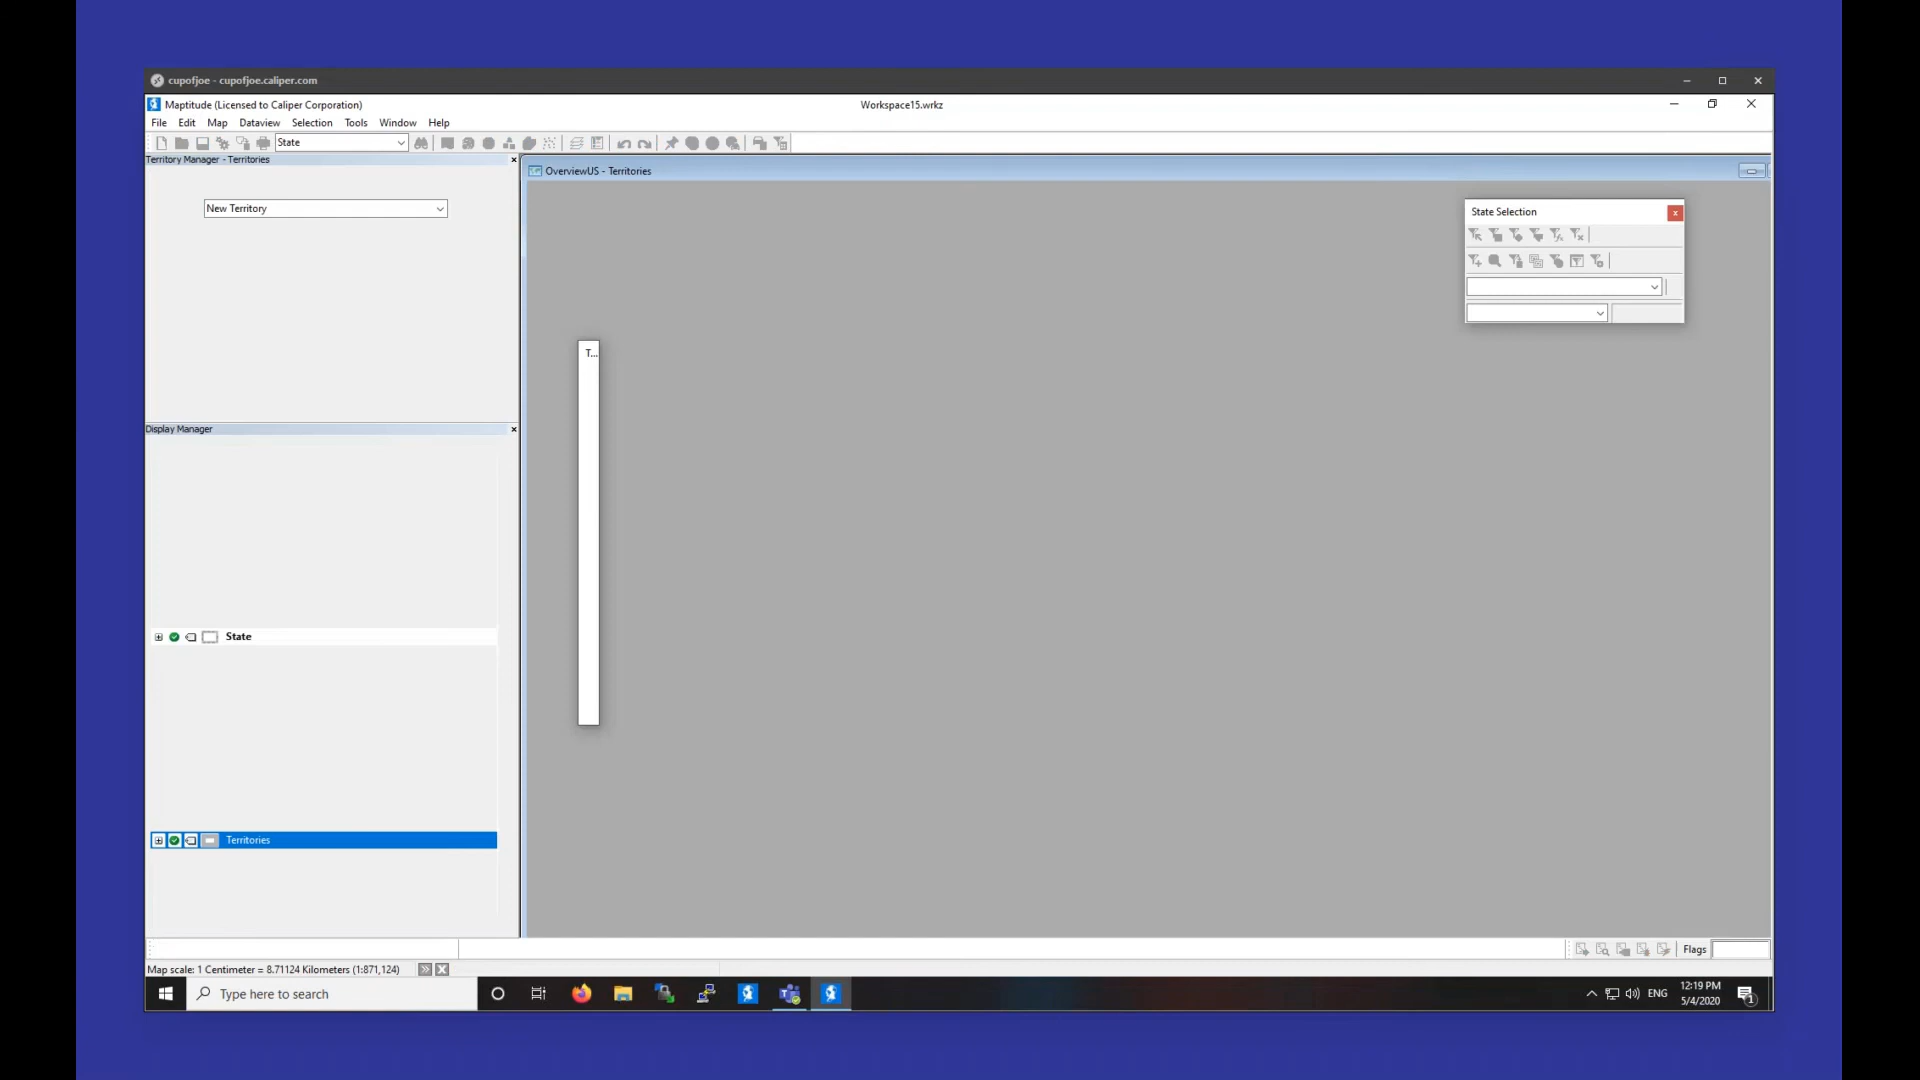 cupofjoe - cupofjoe.caliper.com
Maptitude (Licensed to Caliper Corporation)
Workspace15.wrkz
File Edit Map Dataview Selection Tools Window Help
State
Territory Manager - Territories
OverviewUS - Territories
New Territory
State Selection
T...
Display Manager
State
Territories
Flags
Map scale: 1 Centimeter = 8.71124 Kilometers (1:871,124)
Type here to search
ENG
12:19 PM
5/4/2020
1